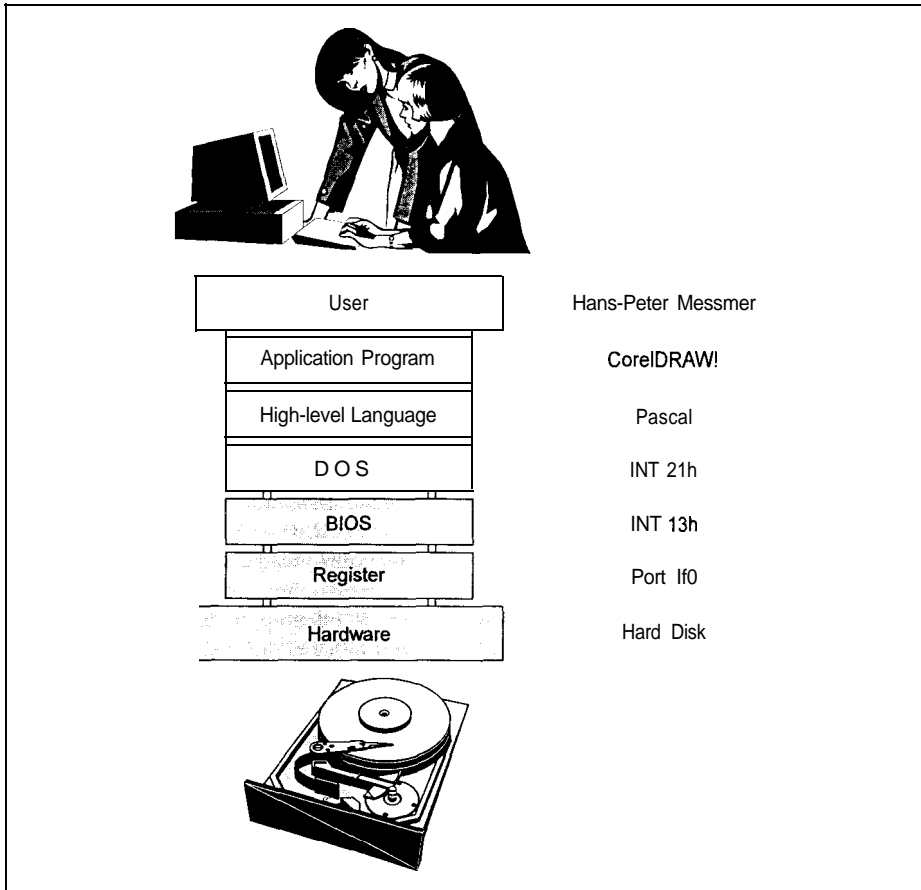 User Hans-Peter Messmer
Application Program CorelDRAW!
High-level Language Pascal
D O S INT 21h
BIOS INT 13h
Register Port If0
Hardware Hard Disk